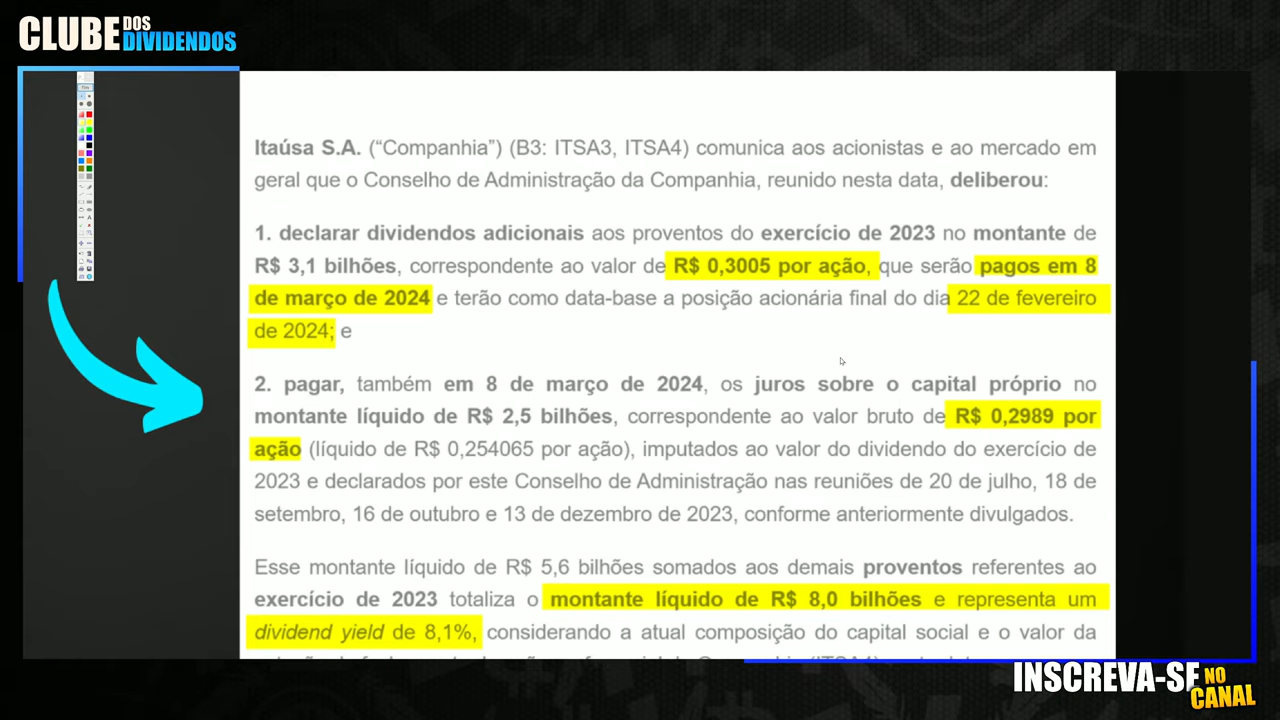 CLUBE DOS DIVIDENDOS
Itaúsa S.A. (“Companhia”) (B3: ITSA3, ITSA4) comunica aos acionistas e ao mercado em
geral que o Conselho de Administração da Companhia, reunido nesta data, deliberou:
1. declarar dividendos adicionais aos proventos do exercício de 2023 no montante de
R$ 3,1 bilhões, correspondente ao valor de R$ 0,3005 por ação, que serão pagos em 8
de março de 2024 e terão como data-base a posição acionária final do dia 22 de fevereiro
de 2024; e
2. pagar, também em 8 de março de 2024, os juros sobre o capital próprio no
montante líquido de R$ 2,5 bilhões, correspondente ao valor bruto de R$ 0,2989 por
ação (líquido de R$ 0,254065 por ação), imputados ao valor do dividendo do exercício de
2023 e declarados por este Conselho de Administração nas reuniões de 20 de julho, 18 de
setembro, 16 de outubro e 13 de dezembro de 2023, conforme anteriormente divulgados.
Esse montante líquido de R$ 5,6 bilhões somados aos demais proventos referentes ao
exercício de 2023 totaliza o montante líquido de R$ 8,0 bilhões e representa um
dividend yield de 8,1%, considerando a atual composição do capital social e o valor da
INSCREVA-SE NO CANAL